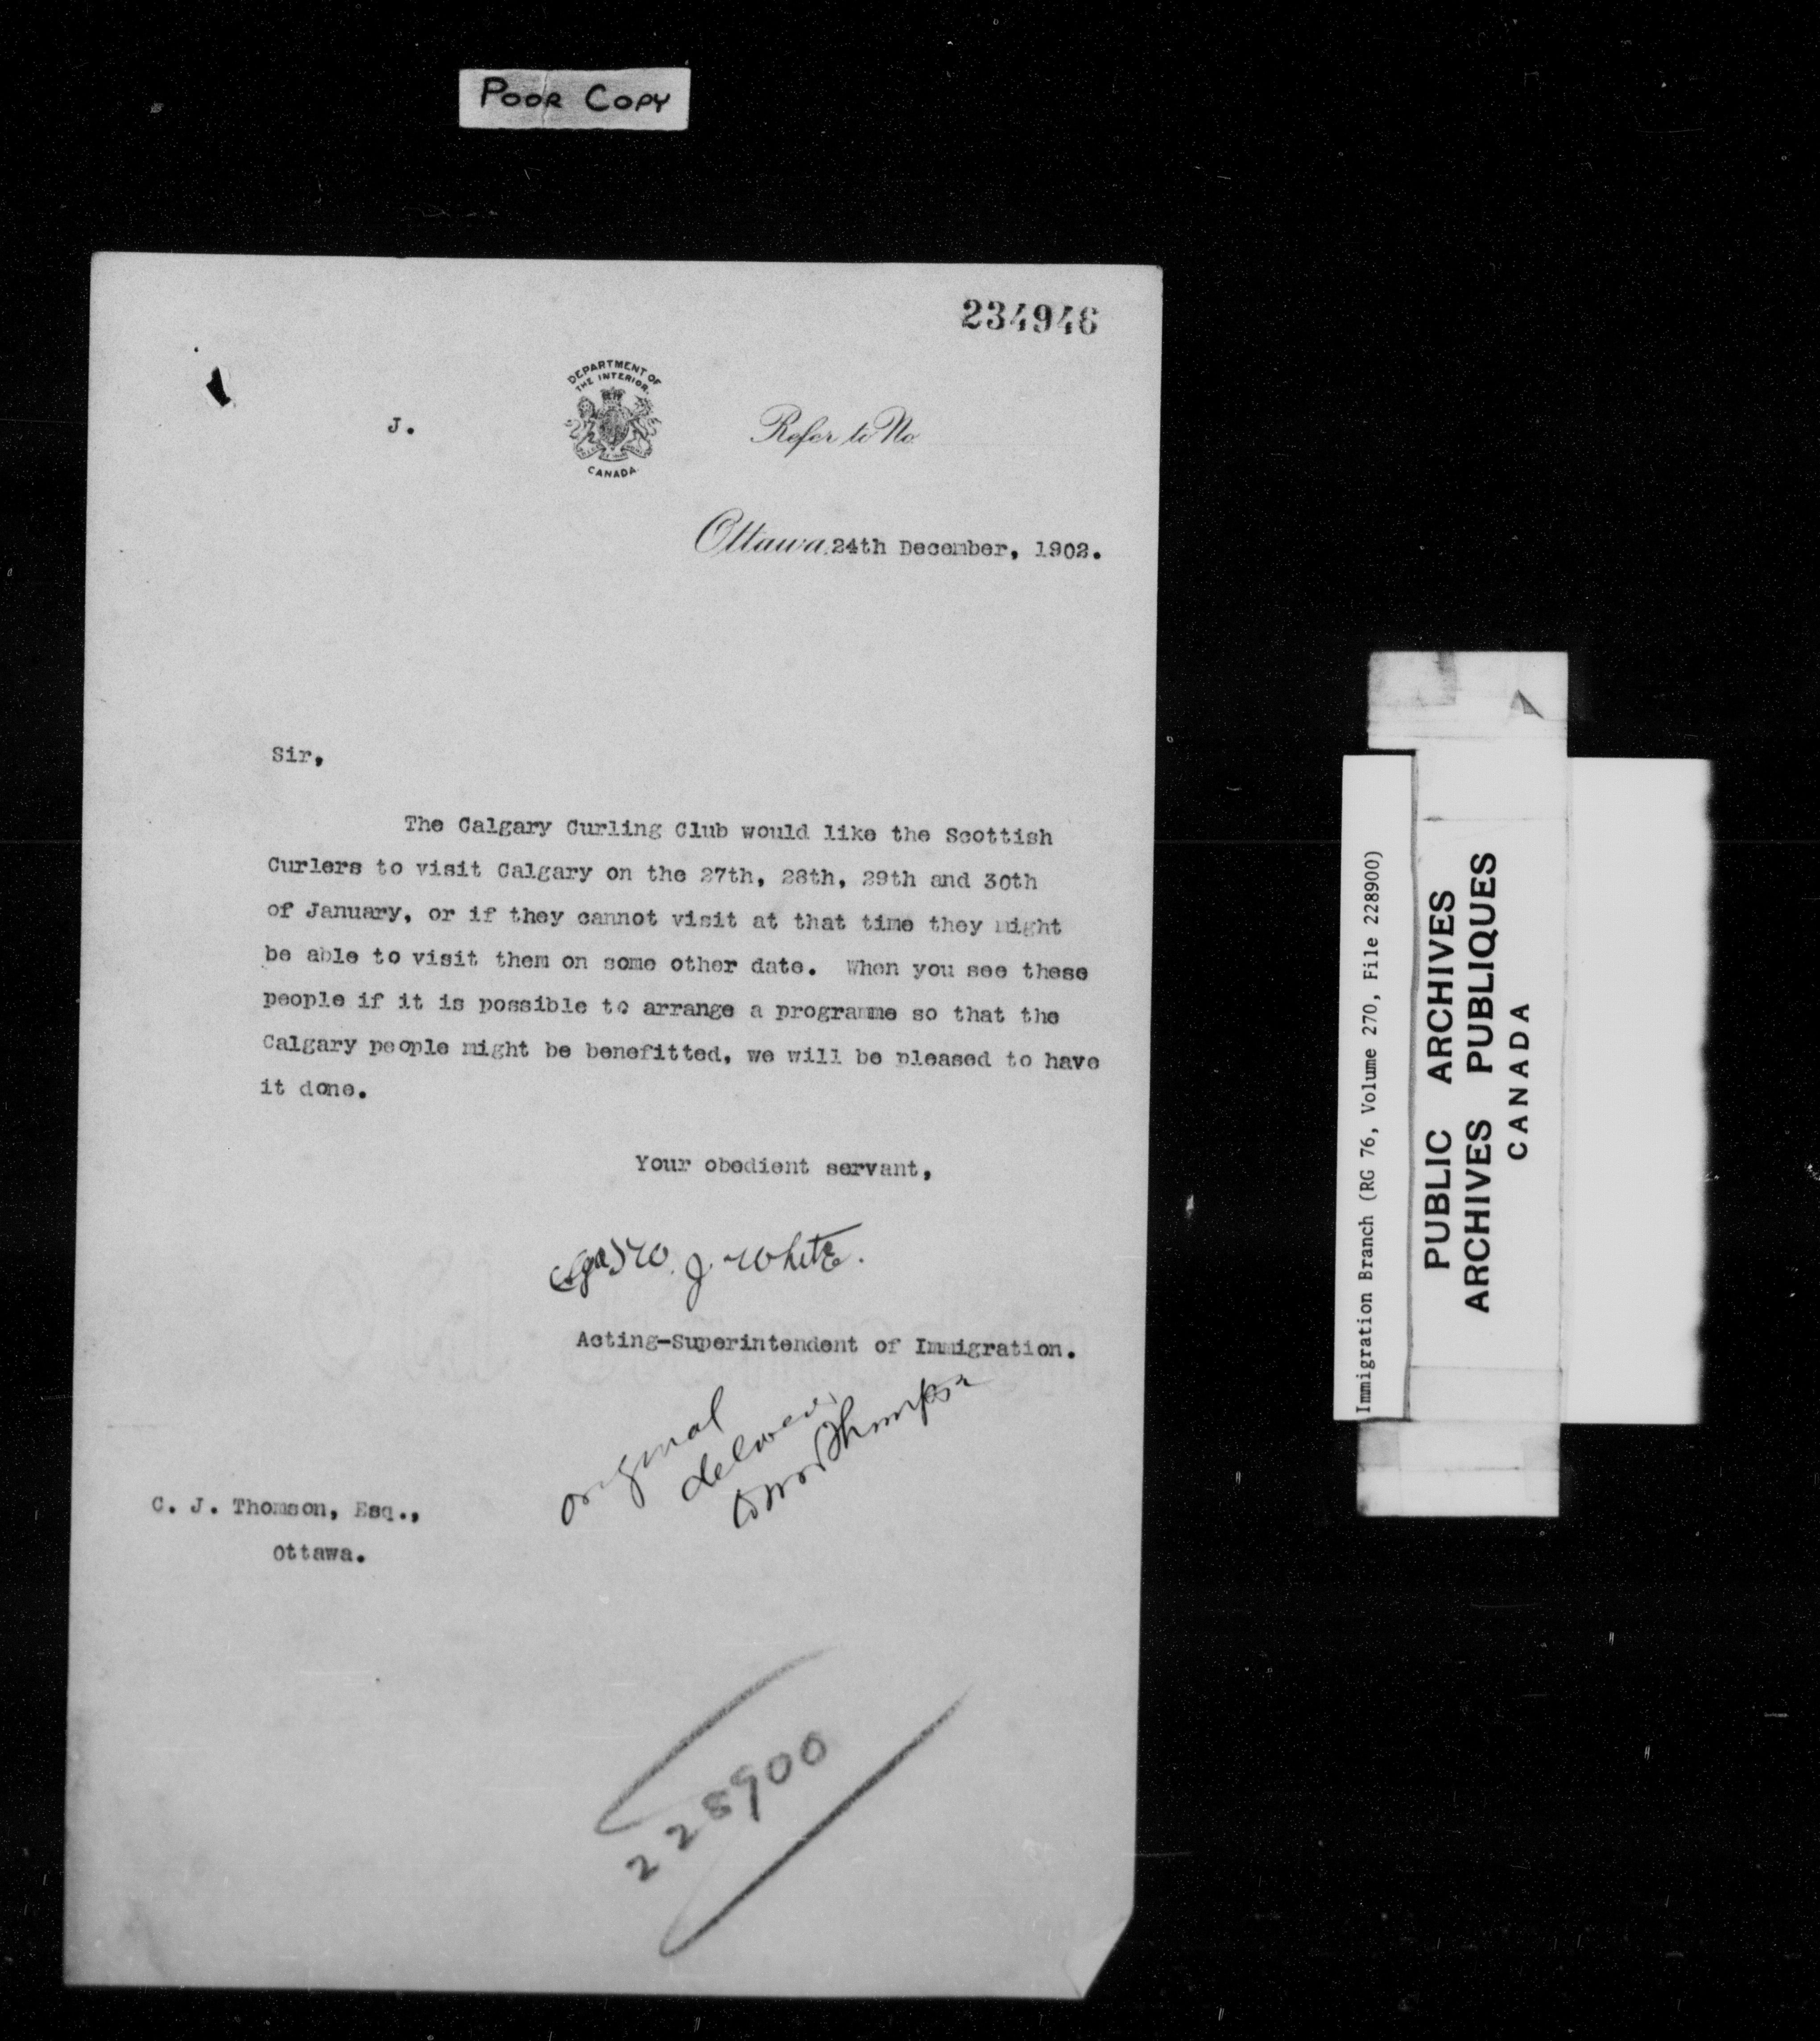 POOR COPY
234946
DEPARTMENT OF
THE INTERIOR.
CANADA
J.
Refer to No
Ottawa, 24th December, 1902.
Sir,
The Calgary Curling Club would like the Scottish
Curlers to visit Calgary on the 27th, 28th, 29th and 30th
of January, or if they cannot visit at that time they might
be able to visit them on some other date. When you see these
people if it is possible to arrange a programme so that the
Calgary people might be benefitted, we will be pleased to have
it done.
Your obedient servant,
(Sgd) W. J. White.
Acting-Superintendent of Immigration.
original
to Mr Thompson
C. J. Thomson, Esq.,
Ottawa.
228900
Immigration Branch (RG 76, Volume 270, File 228900)
PUBLIC ARCHIVES
ARCHIVES PUBLIQUES
CANADA